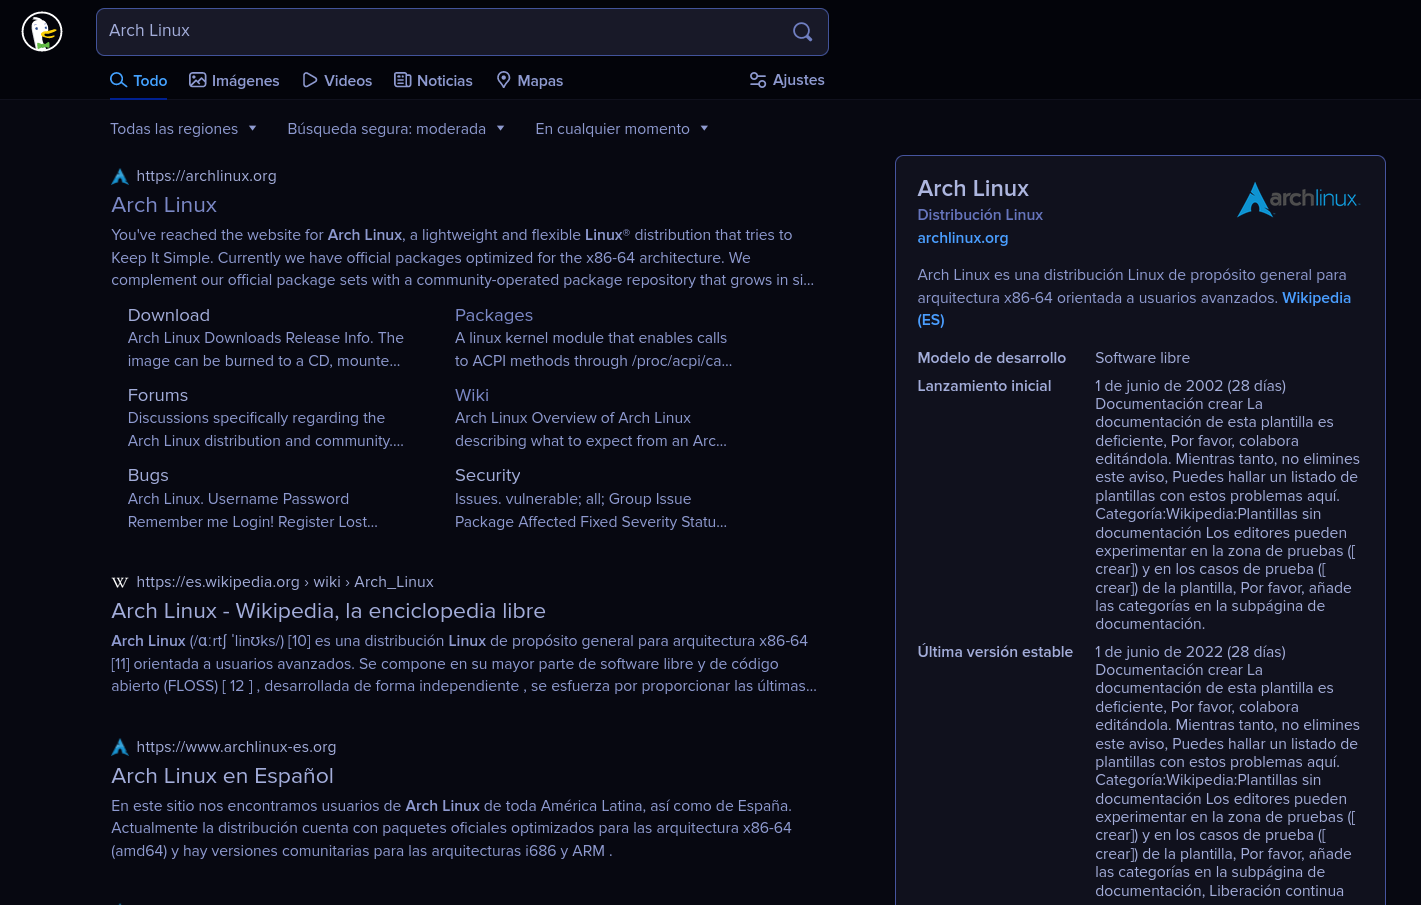 Arch Linux
Todo
Imágenes
Videos
Noticias
Mapas
Ajustes
Todas las regiones
Búsqueda segura: moderada
En cualquier momento
https://archlinux.org
Arch Linux
You've reached the website for Arch Linux, a lightweight and flexible Linux® distribution that tries to
Keep It Simple. Currently we have official packages optimized for the x86-64 architecture. We
complement our official package sets with a community-operated package repository that grows in si...
Download
Arch Linux Downloads Release Info. The
image can be burned to a CD, mounte...
Packages
A linux kernel module that enables calls
to ACPI methods through /proc/acpi/ca...
Forums
Discussions specifically regarding the
Arch Linux distribution and community....
Wiki
Arch Linux Overview of Arch Linux
describing what to expect from an Arc...
Bugs
Arch Linux. Username Password
Remember me Login! Register Lost...
Security
Issues. vulnerable; all; Group Issue
Package Affected Fixed Severity Statu...
https://es.wikipedia.org › wiki › Arch_Linux
Arch Linux - Wikipedia, la enciclopedia libre
Arch Linux (/ɑːrtʃ ˈlinʊks/) [10] es una distribución Linux de propósito general para arquitectura x86-64
[11] orientada a usuarios avanzados. Se compone en su mayor parte de software libre y de código
abierto (FLOSS) [ 12 ] , desarrollada de forma independiente , se esfuerza por proporcionar las últimas...
https://www.archlinux-es.org
Arch Linux en Español
En este sitio nos encontramos usuarios de Arch Linux de toda América Latina, así como de España.
Actualmente la distribución cuenta con paquetes oficiales optimizados para las arquitectura x86-64
(amd64) y hay versiones comunitarias para las arquitecturas i686 y ARM .
Arch Linux
archlinux
Distribución Linux
archlinux.org
Arch Linux es una distribución Linux de propósito general para
arquitectura x86-64 orientada a usuarios avanzados. Wikipedia
(ES)
Modelo de desarrollo Software libre
Lanzamiento inicial 1 de junio de 2002 (28 días)
Documentación crear La
documentación de esta plantilla es
deficiente, Por favor, colabora
editándola. Mientras tanto, no elimines
este aviso, Puedes hallar un listado de
plantillas con estos problemas aquí.
Categoría:Wikipedia:Plantillas sin
documentación Los editores pueden
experimentar en la zona de pruebas ([
crear]) y en los casos de prueba ([
crear]) de la plantilla, Por favor, añade
las categorías en la subpágina de
documentación.
Última versión estable 1 de junio de 2022 (28 días)
Documentación crear La
documentación de esta plantilla es
deficiente, Por favor, colabora
editándola. Mientras tanto, no elimines
este aviso, Puedes hallar un listado de
plantillas con estos problemas aquí.
Categoría:Wikipedia:Plantillas sin
documentación Los editores pueden
experimentar en la zona de pruebas ([
crear]) y en los casos de prueba ([
crear]) de la plantilla, Por favor, añade
las categorías en la subpágina de
documentación, Liberación continua